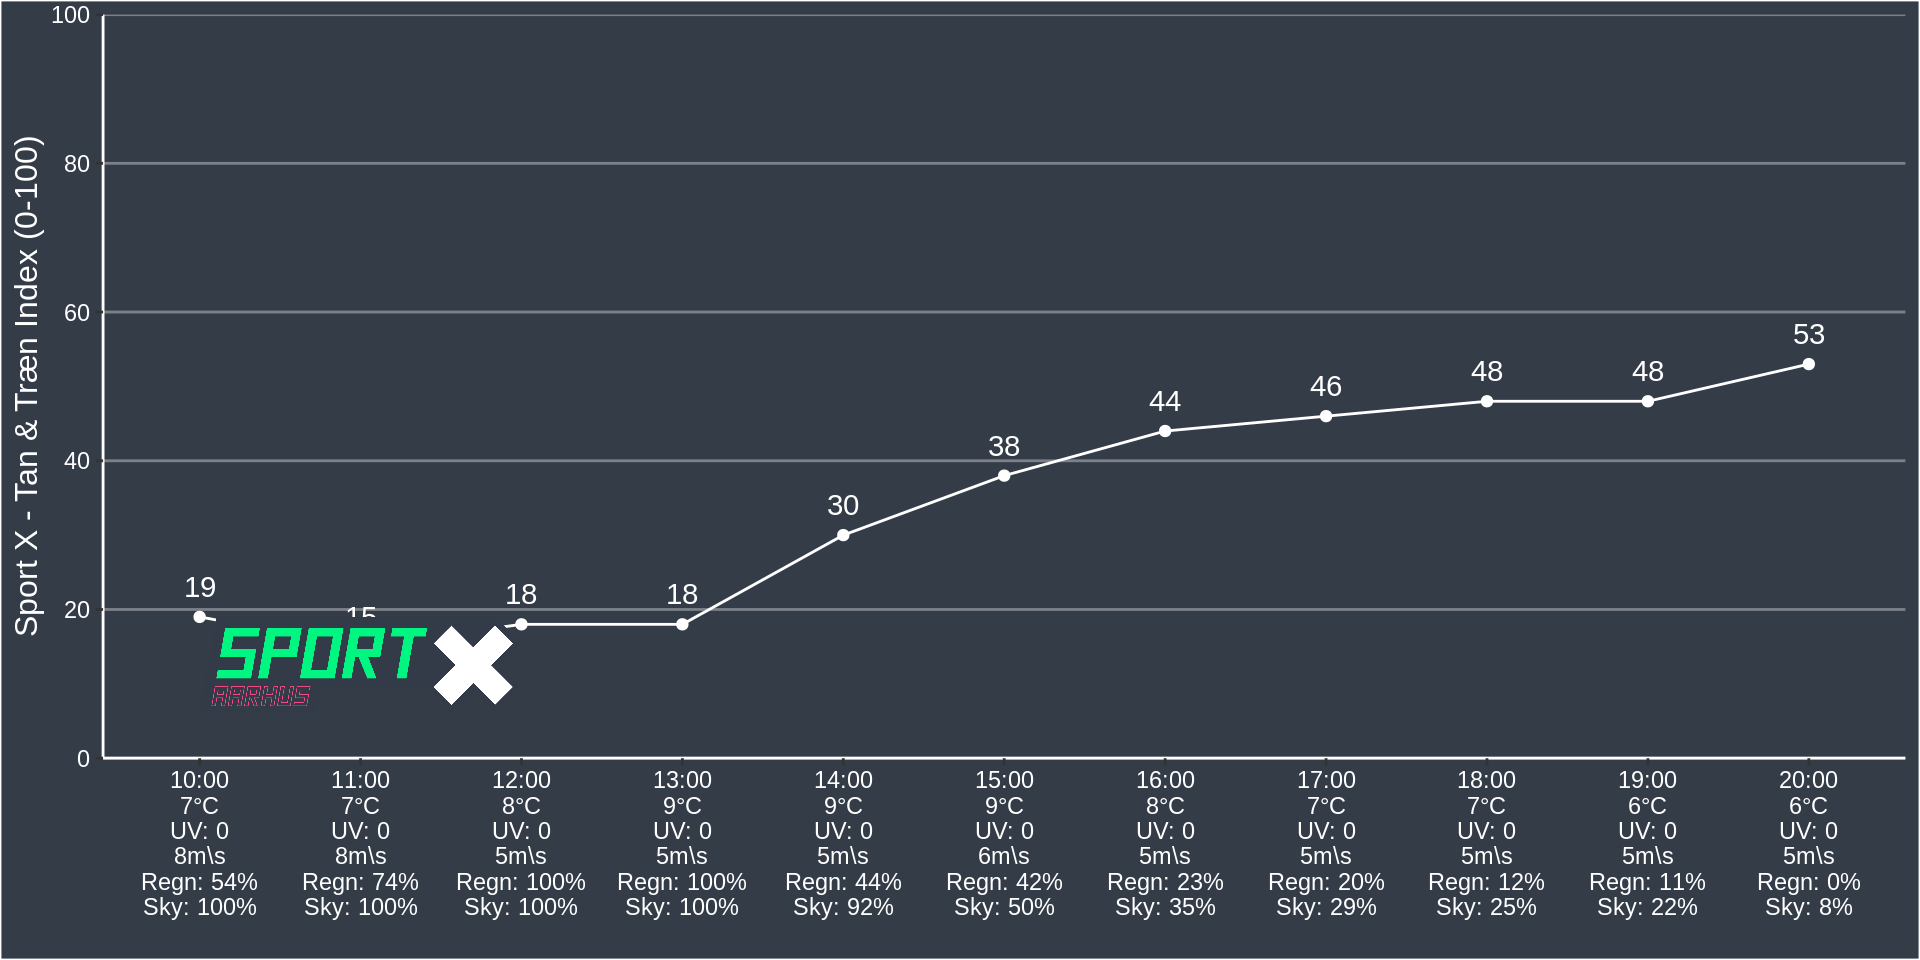 Sport X - Tan & Træn Index (0-100)
100
80
60
40
20
0
19
15
18
18
30
38
44
46
48
48
53
SPORT X
AARHUS
10:00 11:00 12:00 13:00 14:00 15:00 16:00 17:00 18:00 19:00 20:00
7°C 7°C 8°C 9°C 9°C 9°C 8°C 7°C 7°C 6°C 6°C
UV: 0 UV: 0 UV: 0 UV: 0 UV: 0 UV: 0 UV: 0 UV: 0 UV: 0 UV: 0 UV: 0
8m\s 8m\s 5m\s 5m\s 5m\s 6m\s 5m\s 5m\s 5m\s 5m\s 5m\s
Regn: 54% Regn: 74% Regn: 100% Regn: 100% Regn: 44% Regn: 42% Regn: 23% Regn: 20% Regn: 12% Regn: 11% Regn: 0%
Sky: 100% Sky: 100% Sky: 100% Sky: 100% Sky: 92% Sky: 50% Sky: 35% Sky: 29% Sky: 25% Sky: 22% Sky: 8%